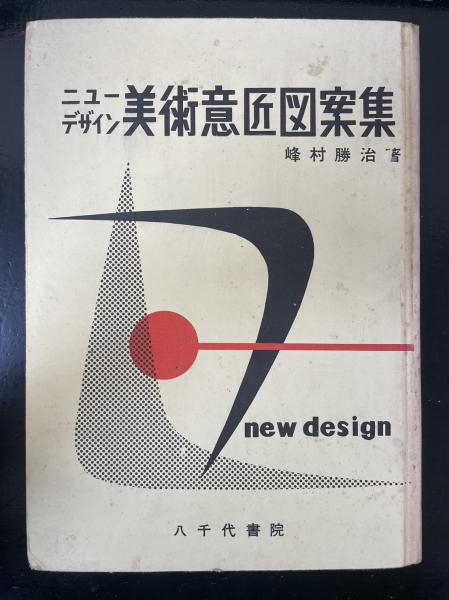 ニュー
デザイン 美術意匠図案集
峰村勝治著
new design
八千代書院